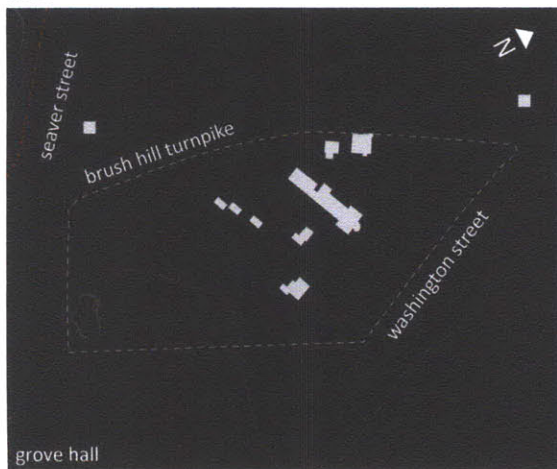 N
seaver street
brush hill turnpike
washington street
grove hall